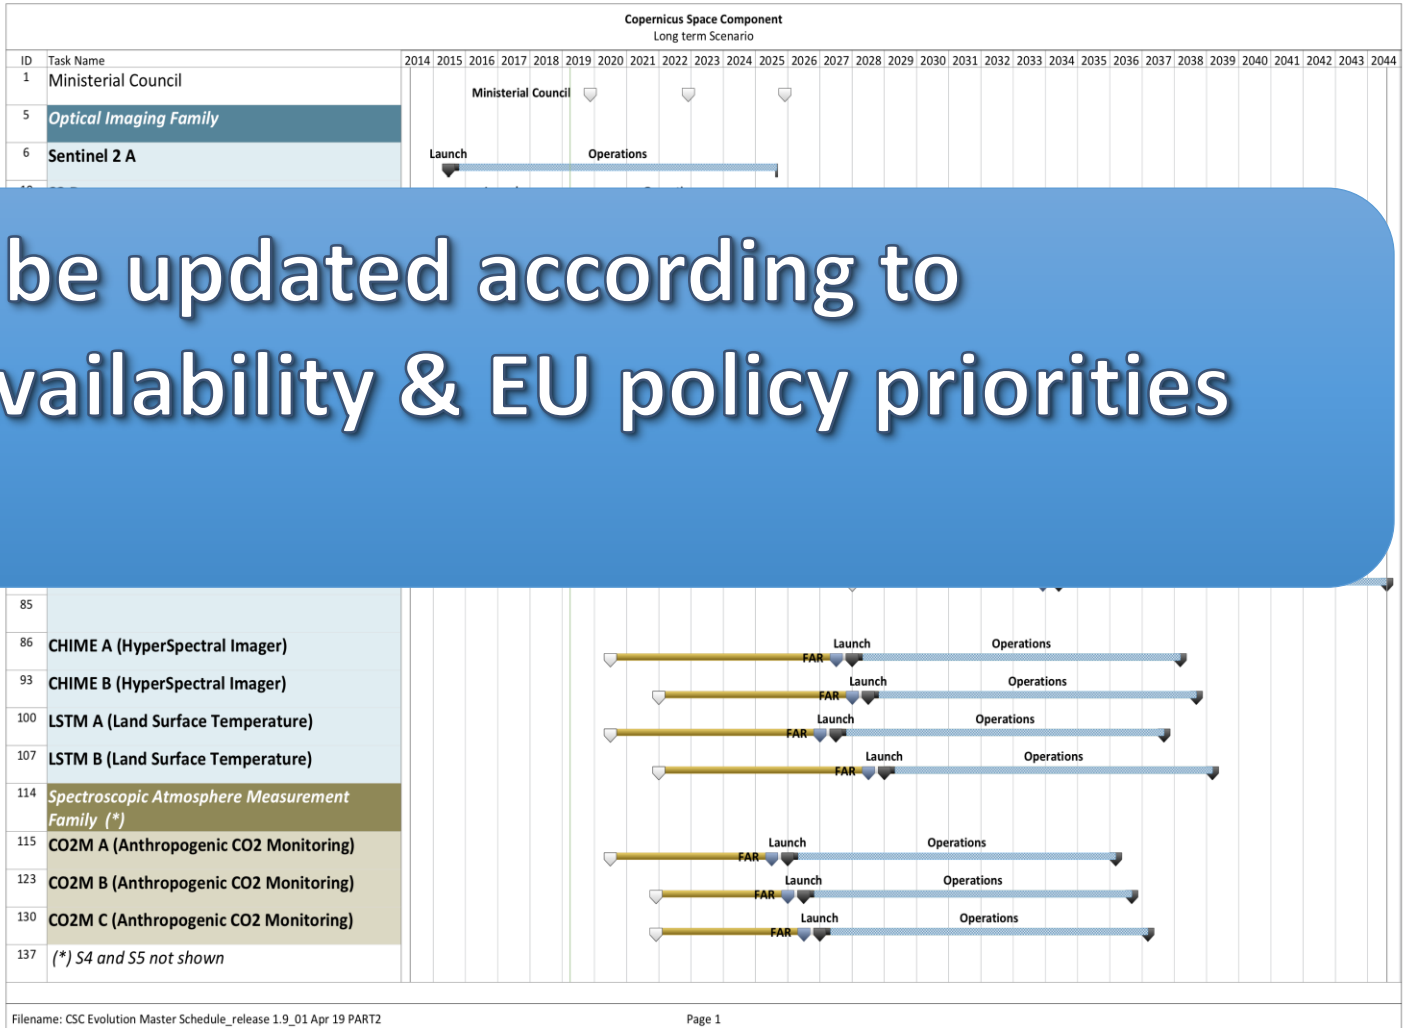 Copernicus Space Component
Long term Scenario
ID Task Name 2014 2015 2016 2017 2018 2019 2020 2021 2022 2023 2024 2025 2026 2027 2028 2029 2030 2031 2032 2033 2034 2035 2036 2037 2038 2039 2040 2041 2042 2043 2044
1 Ministerial Council
Ministerial Council
5 Optical Imaging Family
6 Sentinel 2 A
Launch Operations
be updated according to
vailability & EU policy priorities
85
86 CHIME A (HyperSpectral Imager)
Launch Operations
FAR
93 CHIME B (HyperSpectral Imager)
Launch Operations
FAR
100 LSTM A (Land Surface Temperature)
Launch Operations
FAR
107 LSTM B (Land Surface Temperature)
Launch Operations
FAR
114 Spectroscopic Atmosphere Measurement
Family (*)
115 CO2M A (Anthropogenic CO2 Monitoring)
Launch Operations
FAR
123 CO2M B (Anthropogenic CO2 Monitoring)
Launch Operations
FAR
130 CO2M C (Anthropogenic CO2 Monitoring)
Launch Operations
FAR
137 (*) S4 and S5 not shown
Filename: CSC Evolution Master Schedule_release 1.9_01 Apr 19 PART2 Page 1